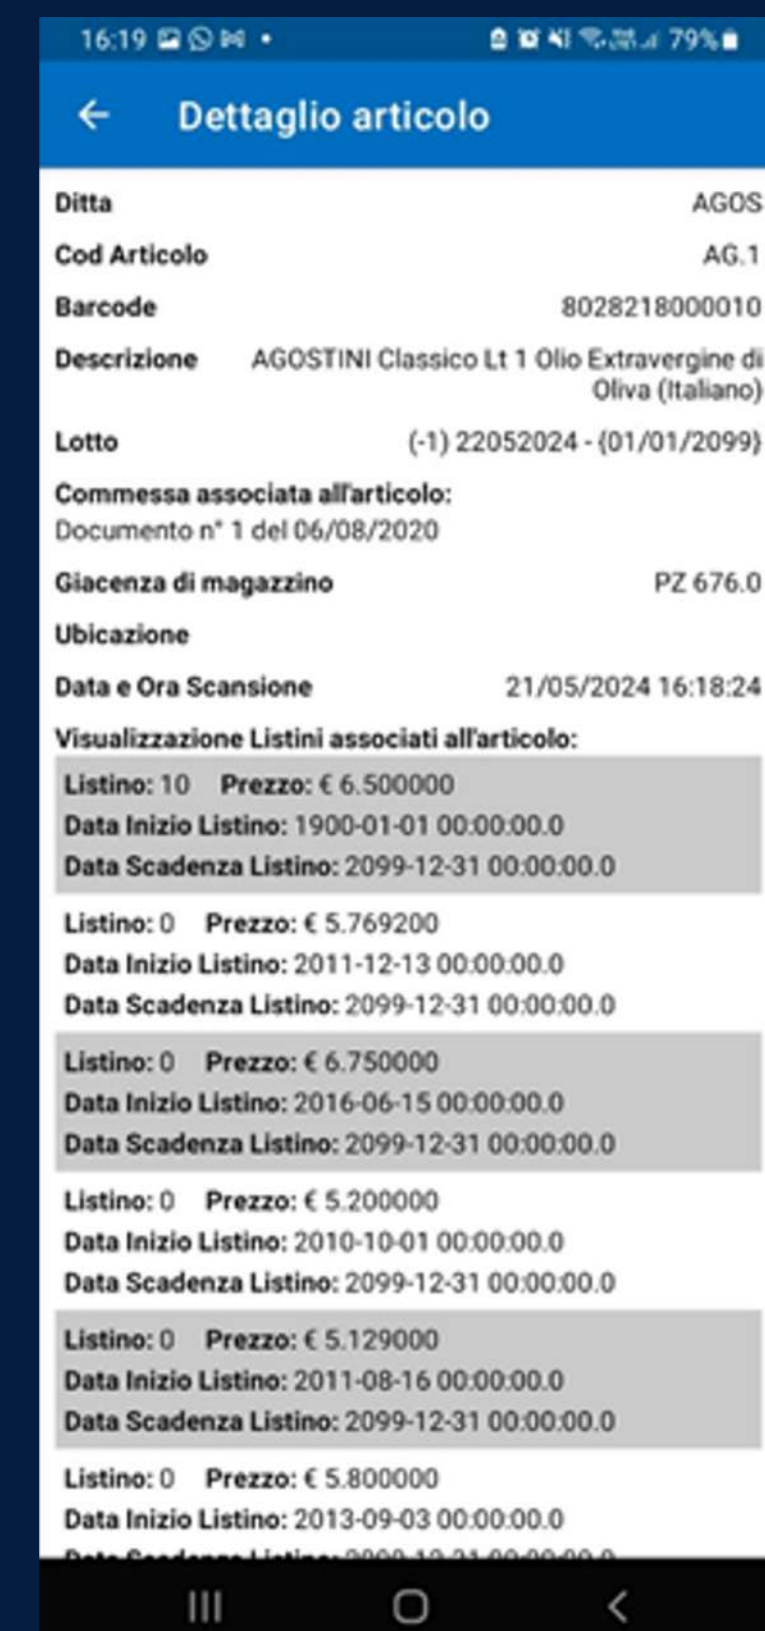 16:19
79%
Dettaglio articolo
Ditta AGOS
Cod Articolo AG.1
Barcode 8028218000010
Descrizione AGOSTINI Classico Lt 1 Olio Extravergine di
Oliva (Italiano)
Lotto (-1) 22052024 - {01/01/2099}
Commessa associata all'articolo:
Documento n° 1 del 06/08/2020
Giacenza di magazzino PZ 676.0
Ubicazione
Data e Ora Scansione 21/05/2024 16:18:24
Visualizzazione Listini associati all'articolo:
Listino: 10 Prezzo: € 6.500000
Data Inizio Listino: 1900-01-01 00:00:00.0
Data Scadenza Listino: 2099-12-31 00:00:00.0
Listino: 0 Prezzo: € 5.769200
Data Inizio Listino: 2011-12-13 00:00:00.0
Data Scadenza Listino: 2099-12-31 00:00:00.0
Listino: 0 Prezzo: € 6.750000
Data Inizio Listino: 2016-06-15 00:00:00.0
Data Scadenza Listino: 2099-12-31 00:00:00.0
Listino: 0 Prezzo: € 5.200000
Data Inizio Listino: 2010-10-01 00:00:00.0
Data Scadenza Listino: 2099-12-31 00:00:00.0
Listino: 0 Prezzo: € 5.129000
Data Inizio Listino: 2011-08-16 00:00:00.0
Data Scadenza Listino: 2099-12-31 00:00:00.0
Listino: 0 Prezzo: € 5.800000
Data Inizio Listino: 2013-09-03 00:00:00.0